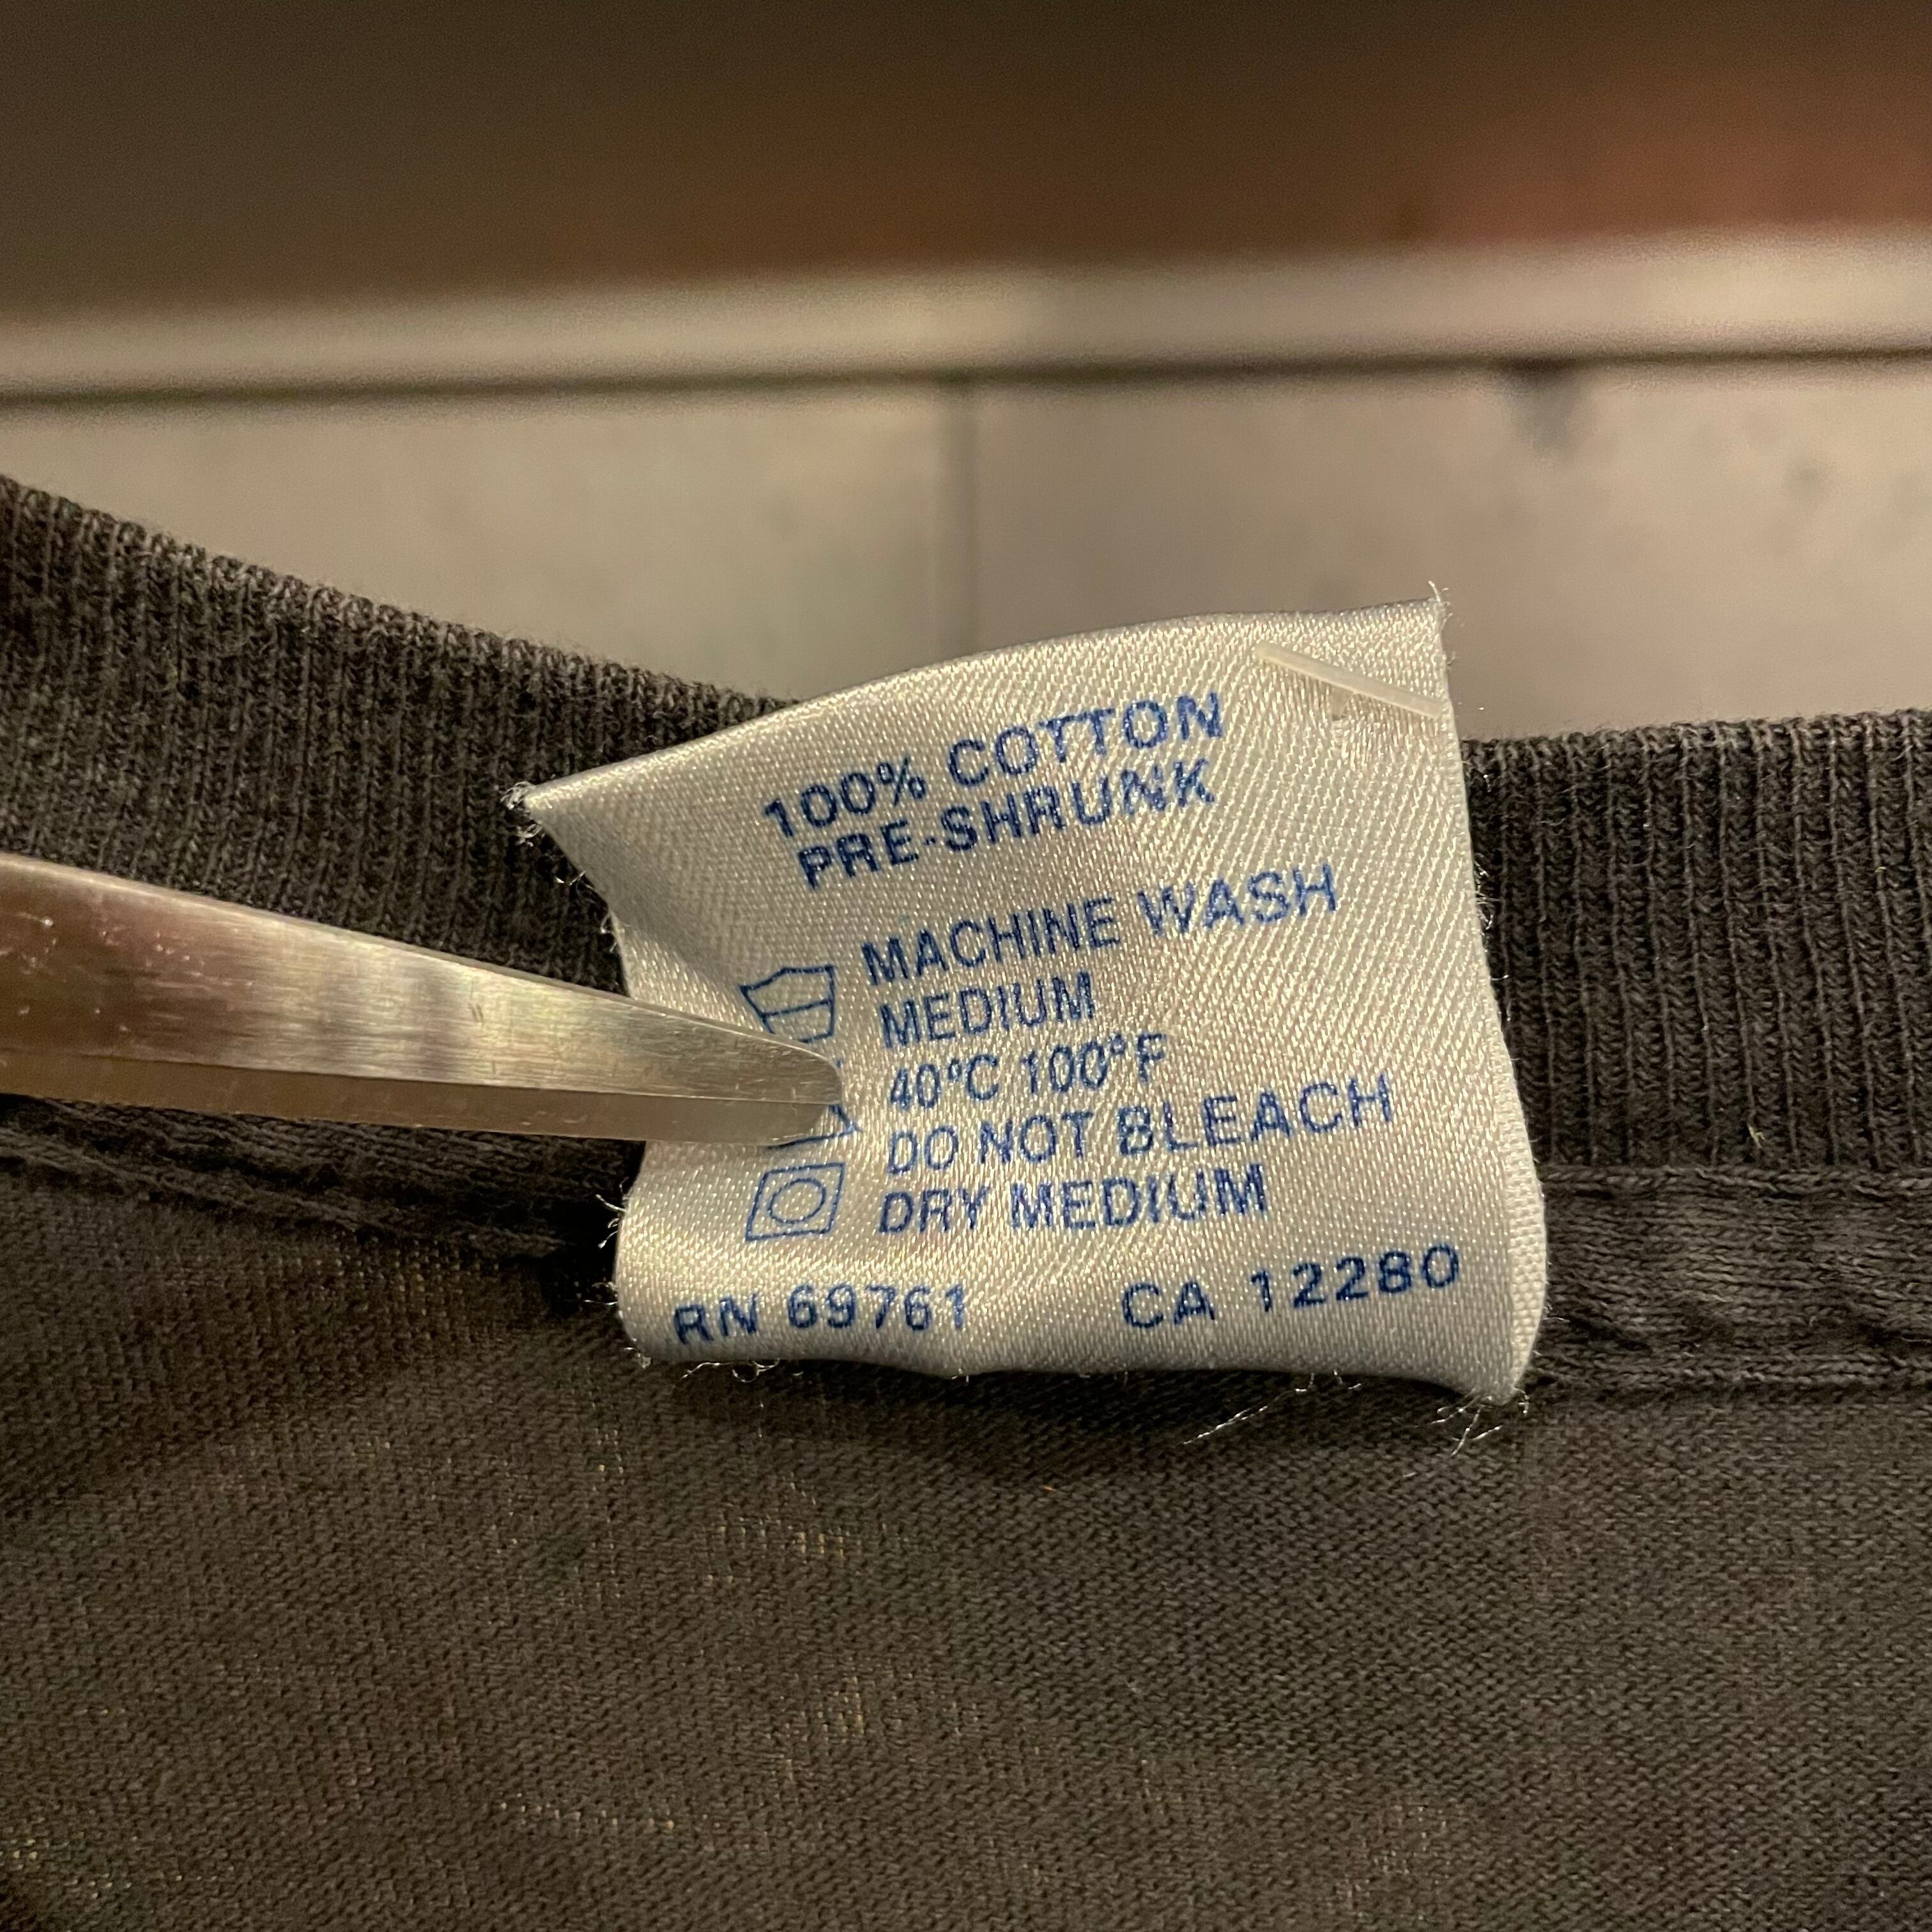 100% COTTON
PRE-SHRUNK
MACHINE WASH
MEDIUM
40°C 100°F
DO NOT BLEACH
DRY MEDIUM
RN 69761 CA 12280